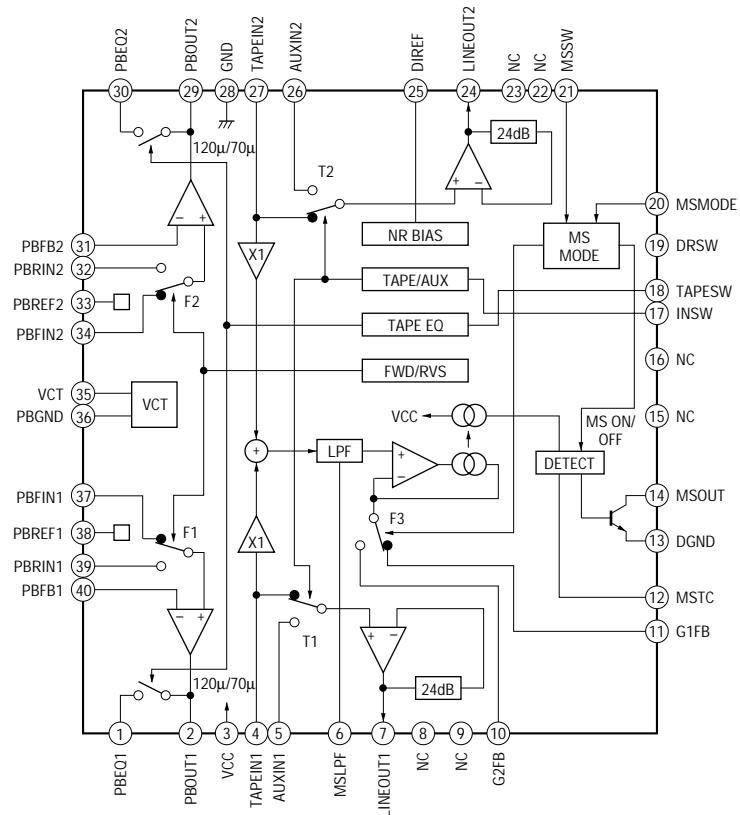 PBEQ2
PBOUT2
GND
TAPEIN2
AUXIN2
DIREF
LINEOUT2
NC
NC
MSSW
30
29
28
27
26
25
24
23
22
21
120μ/70μ
T2
24dB
+
−
−
+
20 MSMODE
NR BIAS
MS
MODE
19 DRSW
PBFB2 31
PBRIN2 32
X1
TAPE/AUX
18 TAPESW
PBREF2 33
F2
TAPE EQ
17 INSW
PBFIN2 34
FWD/RVS
16 NC
VCT 35
VCT
PBGND 36
VCC
MS ON/
OFF
15 NC
+
LPF
+
−
DETECT
PBFIN1 37
14 MSOUT
PBREF1 38
F1
X1
F3
13 DGND
PBRIN1 39
PBFB1 40
12 MSTC
−
+
T1
+
−
11 G1FB
120μ/70μ
24dB
1
2
3
4
5
6
7
8
9
10
PBEQ1
PBOUT1
VCC
TAPEIN1
AUXIN1
MSLPF
LINEOUT1
NC
NC
G2FB